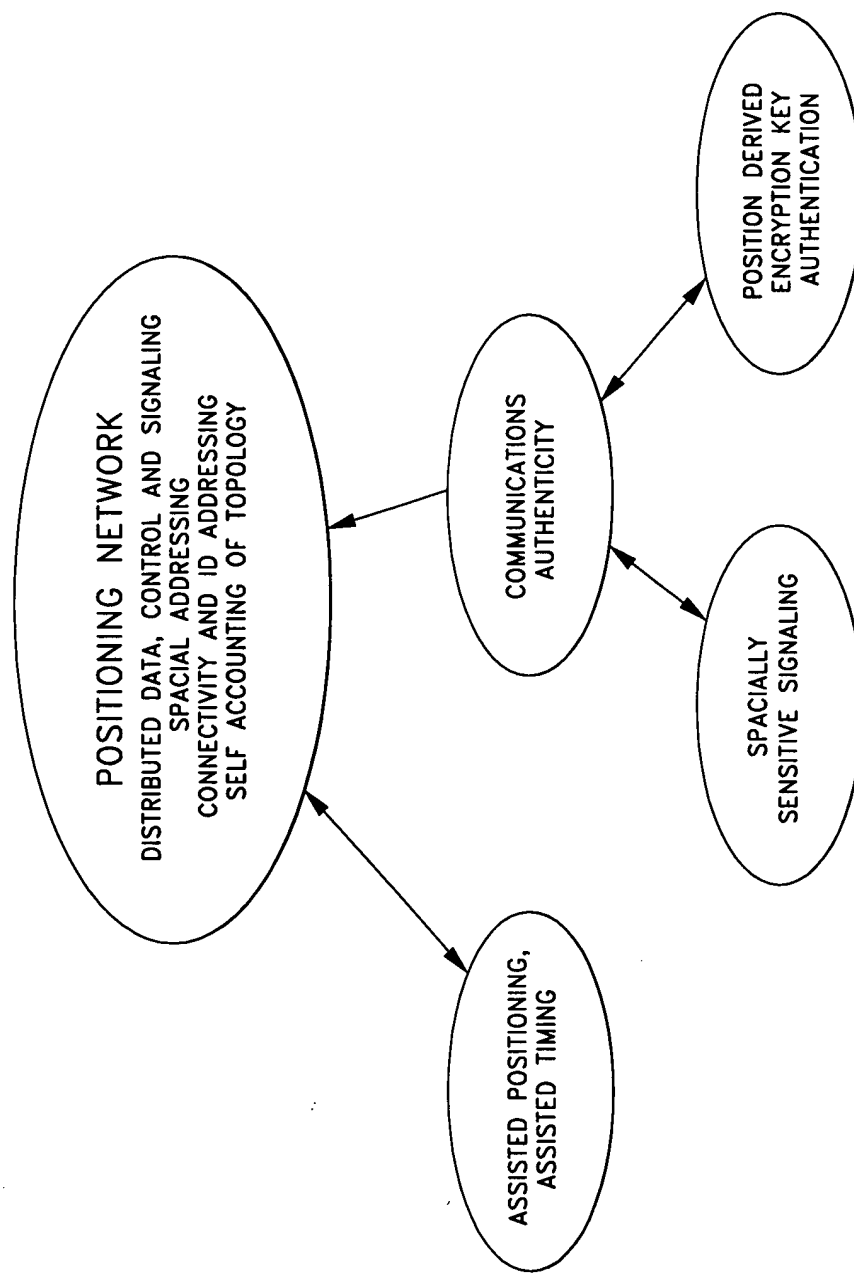 POSITIONING NETWORK
DISTRIBUTED DATA, CONTROL AND SIGNALING
SPACIAL ADDRESSING
CONNECTIVITY AND ID ADDRESSING
SELF ACCOUNTING OF TOPOLOGY
ASSISTED POSITIONING,
ASSISTED TIMING
COMMUNICATIONS
AUTHENTICITY
SPACIALLY
SENSITIVE SIGNALING
POSITION DERIVED
ENCRYPTION KEY
AUTHENTICATION